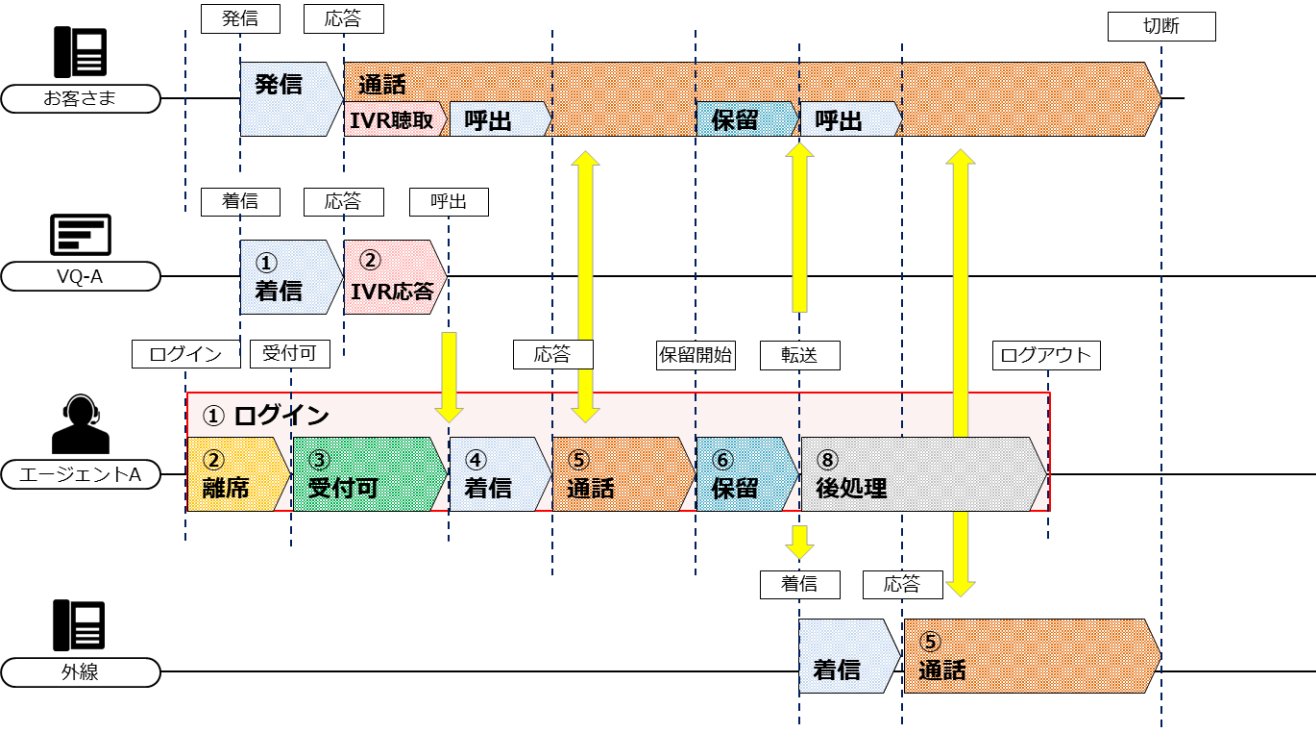 発信
応答
切断
お客さま
発信
通話
IVR聴取
呼出
保留
呼出
着信
応答
呼出
VQ-A
①
着信
②
IVR応答
ログイン
受付可
応答
保留開始
転送
ログアウト
エージェントA
① ログイン
②
離席
③
受付可
④
着信
⑤
通話
⑥
保留
⑧
後処理
着信
応答
外線
着信
⑤
通話